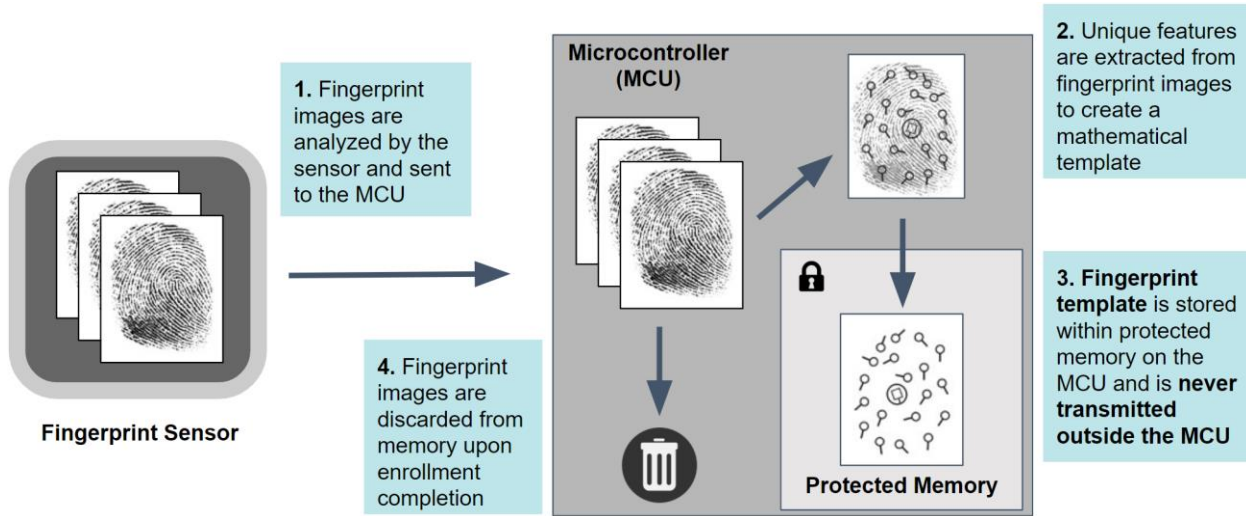 1. Fingerprint
images are
analyzed by the
sensor and sent
to the MCU
Fingerprint Sensor
4. Fingerprint
images are
discarded from
memory upon
enrollment
completion
Microcontroller
(MCU)
Protected Memory
2. Unique features
are extracted from
fingerprint images
to create a
mathematical
template
3. Fingerprint
template is stored
within protected
memory on the
MCU and is never
transmitted
outside the MCU